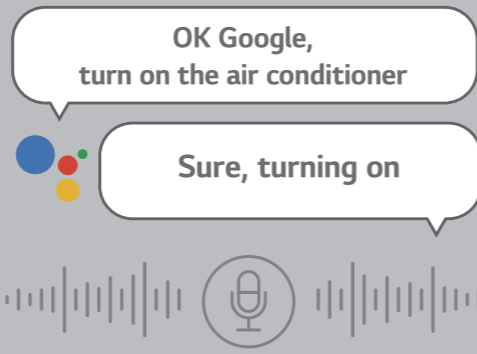 OK Google,
turn on the air conditioner
Sure, turning on